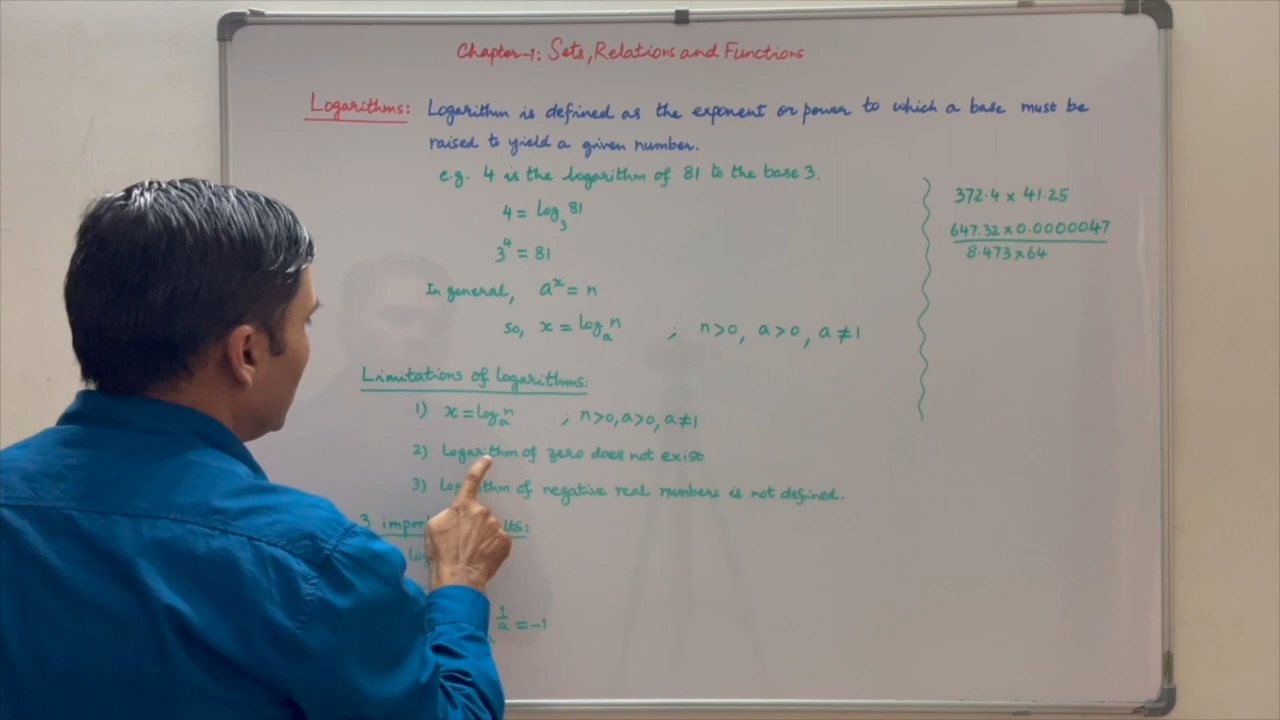 Chapter-1: Sets, Relations and Functions
Logarithms: Logarithm is defined as the exponent or power to which a base must be
raised to yield a given number.
e.g. 4 is the logarithm of 81 to the base 3.
4 = log₃81
3⁴ = 81
In general, aˣ = n
so, x = logₐn ; n>0, a>0, a≠1
Limitations of logarithms:
1) x = logₐn ; n>0, a>0, a≠1
2) Logarithm of zero does not exist
3) of negative real numbers is not defined.
3
1/a = -1
372.4 x 41.25
647.32 x 0.0000047
8.473 x 64